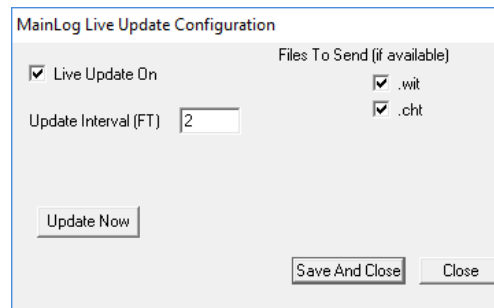 MainLog Live Update Configuration
Live Update On
Files To Send (if available)
.wit
.cht
Update Interval (FT) 2
Update Now
Save And Close Close